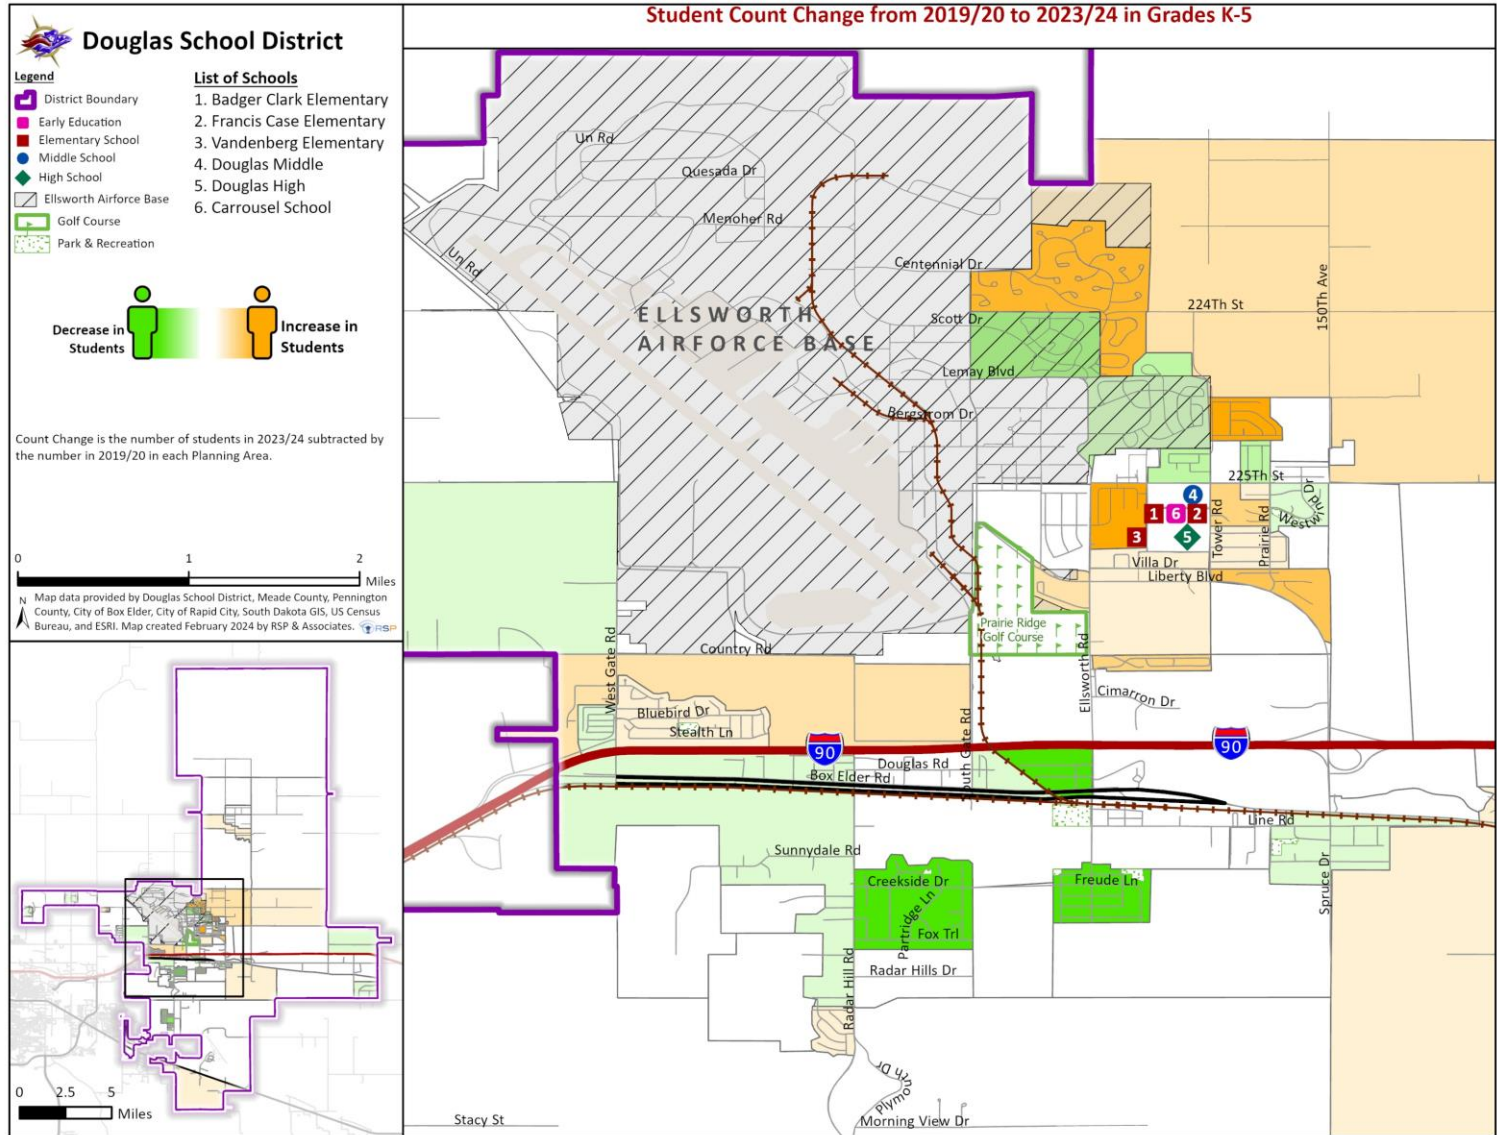 Student Count Change from 2019/20 to 2023/24 in Grades K-5
Douglas School District
Legend
District Boundary
Early Education
Elementary School
Middle School
High School
Ellsworth Airforce Base
Golf Course
Park & Recreation
List of Schools
1. Badger Clark Elementary
2. Francis Case Elementary
3. Vandenberg Elementary
4. Douglas Middle
5. Douglas High
6. Carrousel School
Decrease in
Students
Increase in
Students
Count Change is the number of students in 2023/24 subtracted by
the number in 2019/20 in each Planning Area.
0 1 2
Miles
N
Map data provided by Douglas School District, Meade County, Pennington
County, City of Box Elder, City of Rapid City, South Dakota GIS, US Census
Bureau, and ESRI. Map created February 2024 by RSP & Associates.
RSP
0 2.5 5
Miles
Un Rd
Quesada Dr
Menoher Rd
Un Rd
Centennial Dr
224Th St
150Th Ave
ELLSWORTH
AIRFORCE BASE
Scott Dr
Lemay Blvd
Bergstrom Dr
225Th St
4
1
6
2
3
5
Tower Rd
Prairie Rd
Westwind Dr
Villa Dr
Liberty Blvd
Prairie Ridge
Golf Course
Country Rd
West Gate Rd
Ellsworth Rd
Bluebird Dr
Stealth Ln
Cimarron Dr
South Gate Rd
90
90
Douglas Rd
Box Elder Rd
Line Rd
Sunnydale Rd
Creekside Dr
Partridge Ln
Fox Trl
Freude Ln
Spruce Dr
Radar Hills Dr
Radar Hill Rd
Plymouth Dr
Stacy St
Morning View Dr